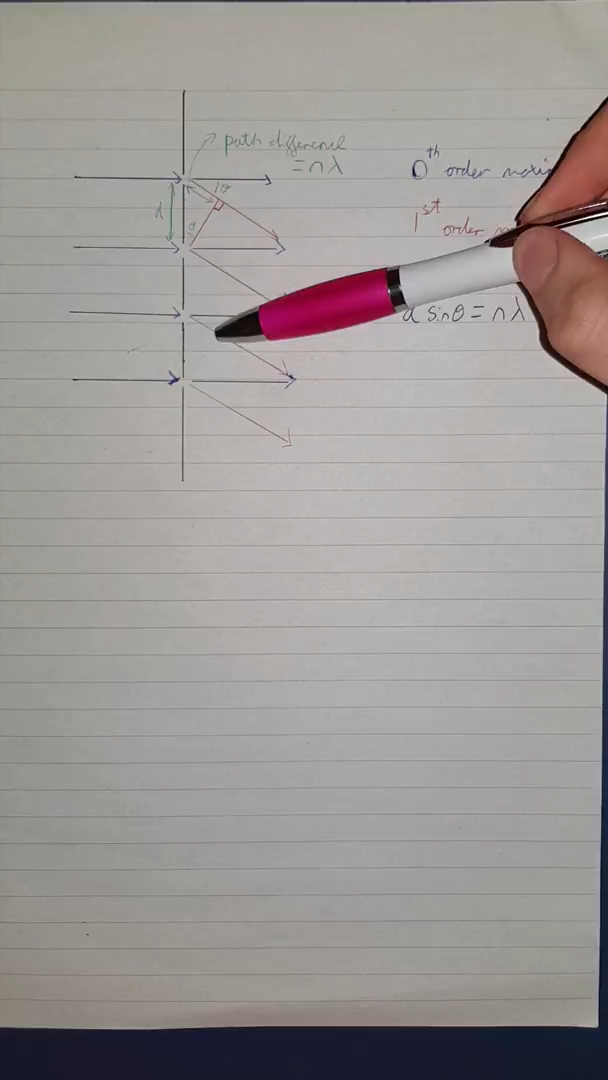 path difference
= nλ
0th order
1st order
d
θ
θ
d sinθ = nλ